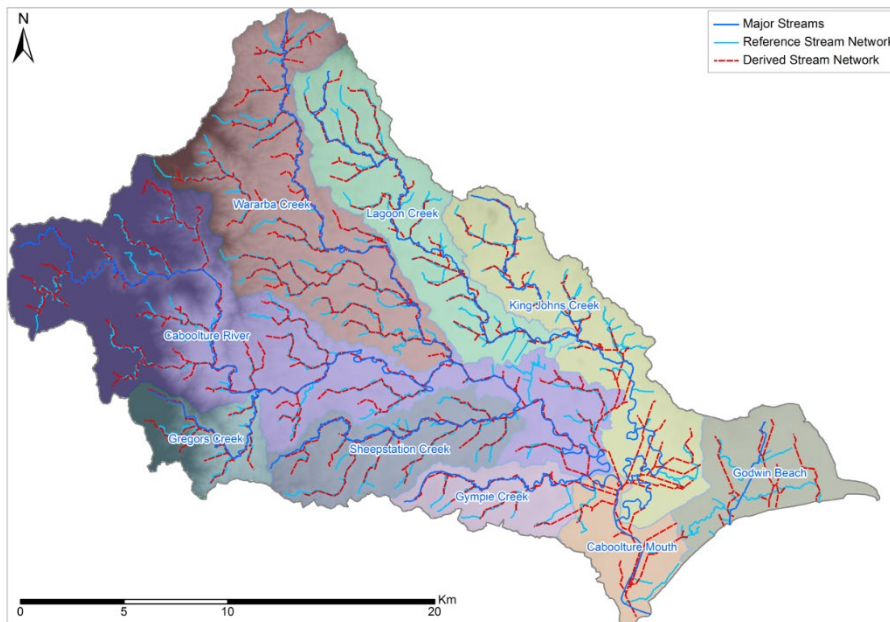 N
Major Streams
Reference Stream Network
Derived Stream Network
Wararba Creek
Lagoon Creek
King Johns Creek
Caboolture River
Gregors Creek
Sheepstation Creek
Godwin Beach
Gympie Creek
Caboolture Mouth
Km
0 5 10 20